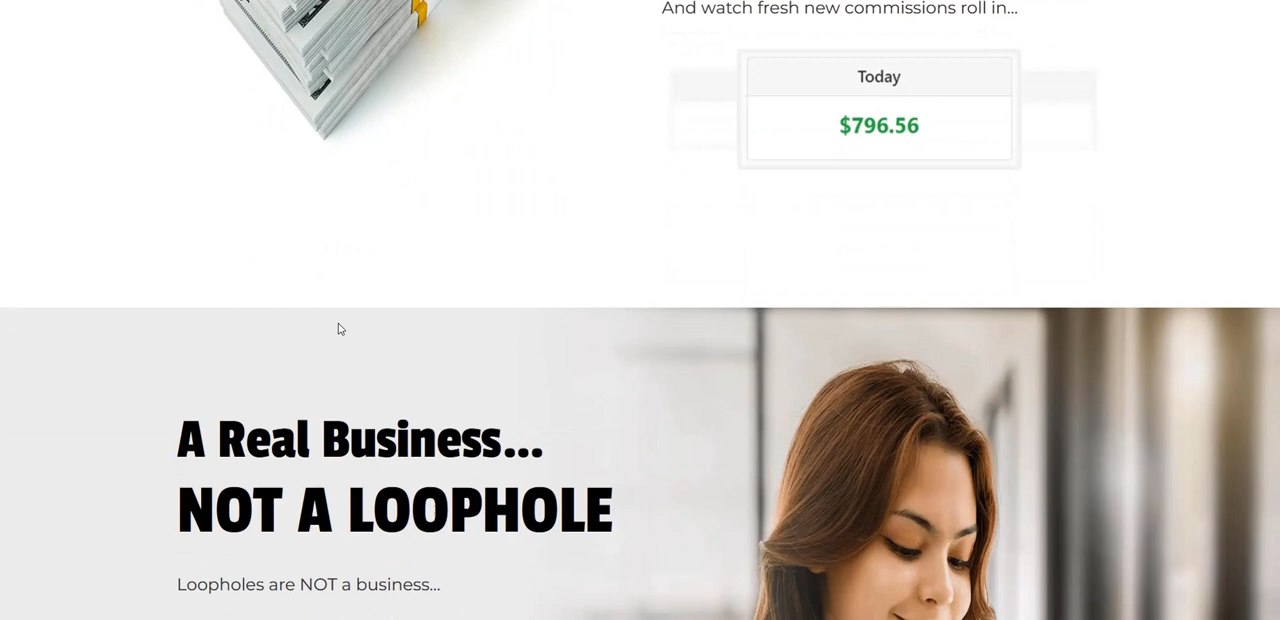 And watch fresh new commissions roll in...
Today
$796.56
A Real Business...
NOT A LOOPHOLE
Loopholes are NOT a business...